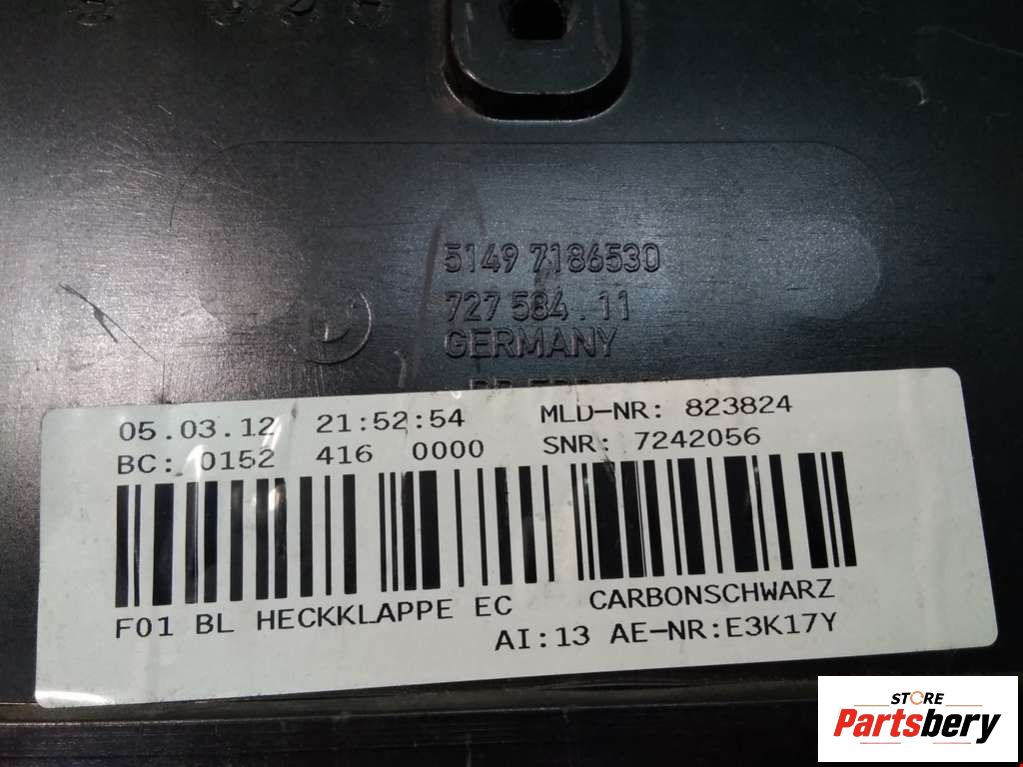 5149 7186530
727 584.11
GERMANY
05.03.12 21:52:54 MLD-NR: 823824
BC: 0152 416 0000 SNR: 7242056
F01 BL HECKKLAPPE EC CARBONSCHWARZ
AI:13 AE-NR:E3K17Y
STORE
Partsbery